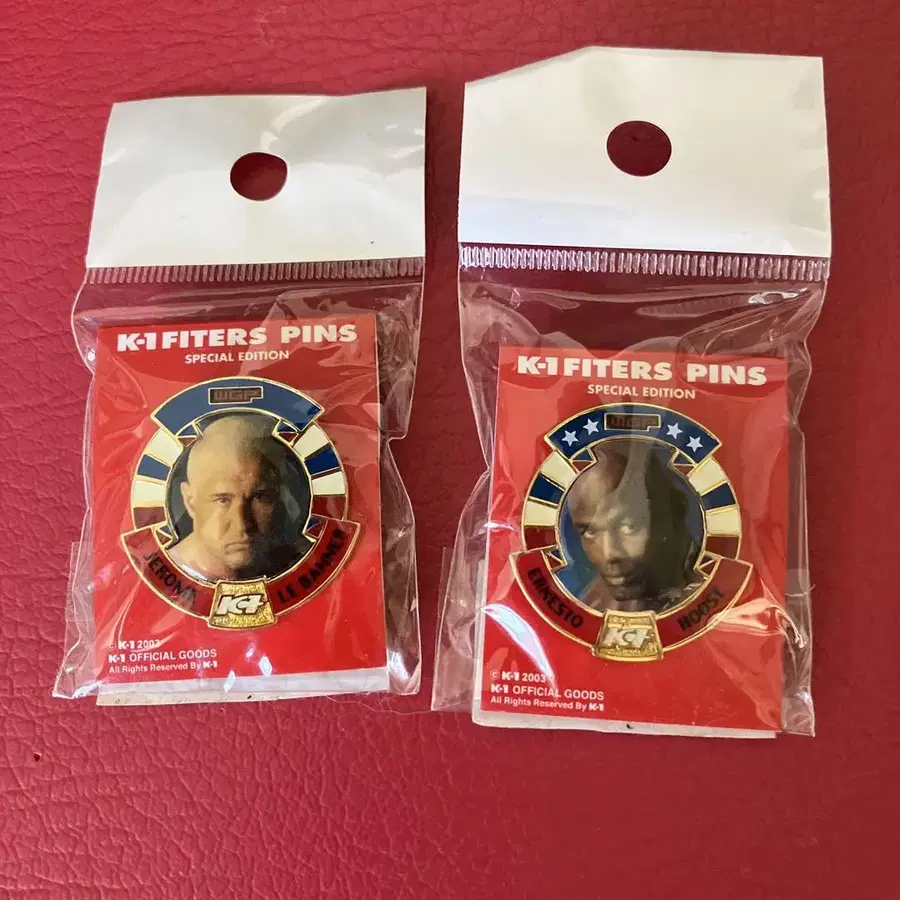 K-1 FITERS PINS
SPECIAL EDITION
WGP
JEROME LE BANNER
K-1
© K-1 2003
K-1 OFFICIAL GOODS
All Rights Reserved By K-1
K-1 FITERS PINS
SPECIAL EDITION
WGP
ERNESTO HOOST
K-1
© K-1 2003
K-1 OFFICIAL GOODS
All Rights Reserved By K-1